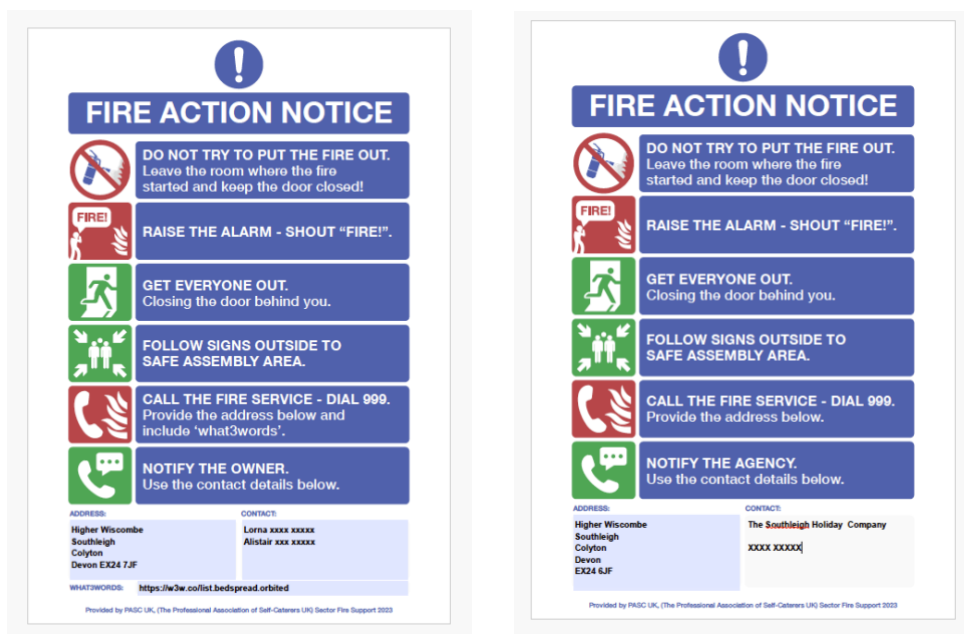 FIRE ACTION NOTICE
DO NOT TRY TO PUT THE FIRE OUT.
Leave the room where the fire
started and keep the door closed!
FIRE!
RAISE THE ALARM - SHOUT “FIRE!”.
GET EVERYONE OUT.
Closing the door behind you.
FOLLOW SIGNS OUTSIDE TO
SAFE ASSEMBLY AREA.
CALL THE FIRE SERVICE - DIAL 999.
Provide the address below and
include ‘what3words’.
NOTIFY THE OWNER.
Use the contact details below.
ADDRESS:
Higher Wiscombe
Southleigh
Colyton
Devon EX24 7JF
CONTACT:
Lorna xxxx xxxxx
Alistair xxx xxxxx
WHAT3WORDS: https://w3w.co/list.bedspread.orbited
Provided by PASC UK, (The Professional Association of Self-Caterers UK) Sector Fire Support 2023
FIRE ACTION NOTICE
DO NOT TRY TO PUT THE FIRE OUT.
Leave the room where the fire
started and keep the door closed!
FIRE!
RAISE THE ALARM - SHOUT “FIRE!”.
GET EVERYONE OUT.
Closing the door behind you.
FOLLOW SIGNS OUTSIDE TO
SAFE ASSEMBLY AREA.
CALL THE FIRE SERVICE - DIAL 999.
Provide the address below.
NOTIFY THE AGENCY.
Use the contact details below.
ADDRESS:
Higher Wiscombe
Southleigh
Colyton
Devon
EX24 6JF
CONTACT:
The Southleigh Holiday Company
XXXX XXXXX
Provided by PASC UK, (The Professional Association of Self-Caterers UK) Sector Fire Support 2023